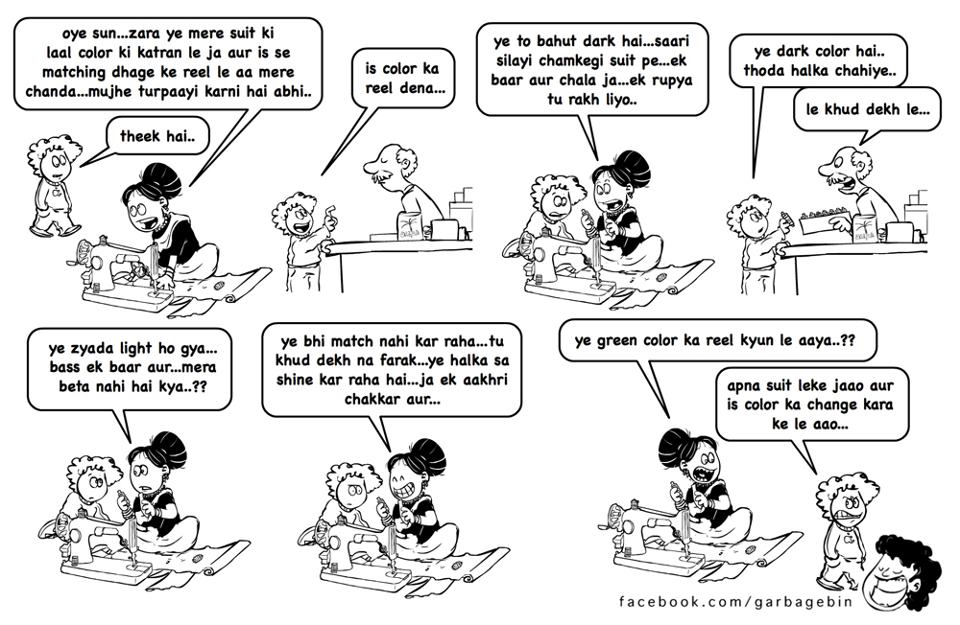 oye sun...zara ye mere suit ki
laal color ki katran le ja aur is se
matching dhage ke reel le aa mere
chanda...mujhe turpaayi karni hai abhi..
theek hai..
is color ka
reel dena...
ye to bahut dark hai...saari
silayi chamkegi suit pe...ek
baar aur chala ja...ek rupya
tu rakh liyo..
ye dark color hai..
thoda halka chahiye..
le khud dekh le...
ye zyada light ho gya...
bass ek baar aur...mera
beta nahi hai kya..??
ye bhi match nahi kar raha...tu
khud dekh na farak...ye halka sa
shine kar raha hai...ja ek aakhri
chakkar aur...
ye green color ka reel kyun le aaya..??
apna suit leke jaao aur
is color ka change kara
ke le aao...
facebook.com/garbagebin